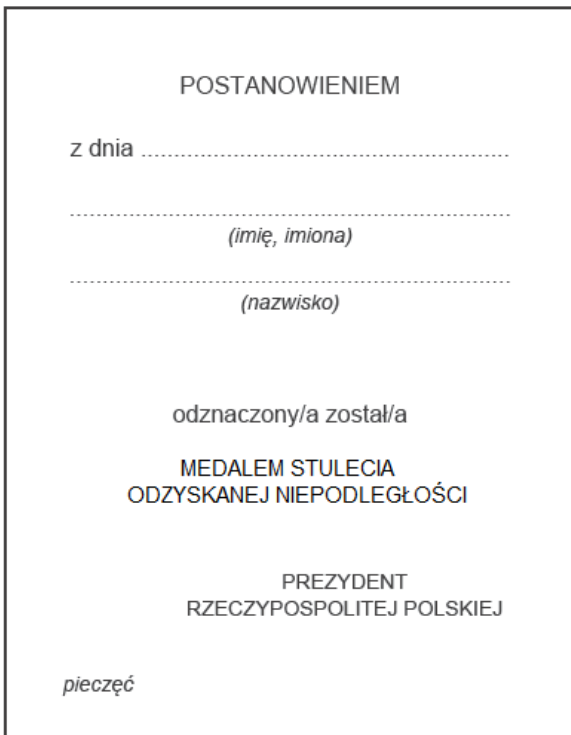 POSTANOWIENIEM
z dnia ........................................................
...................................................................
(imię, imiona)
...................................................................
(nazwisko)
odznaczony/a został/a
MEDALEM STULECIA
ODZYSKANEJ NIEPODLEGŁOŚCI
PREZYDENT
RZECZYPOSPOLITEJ POLSKIEJ
pieczęć